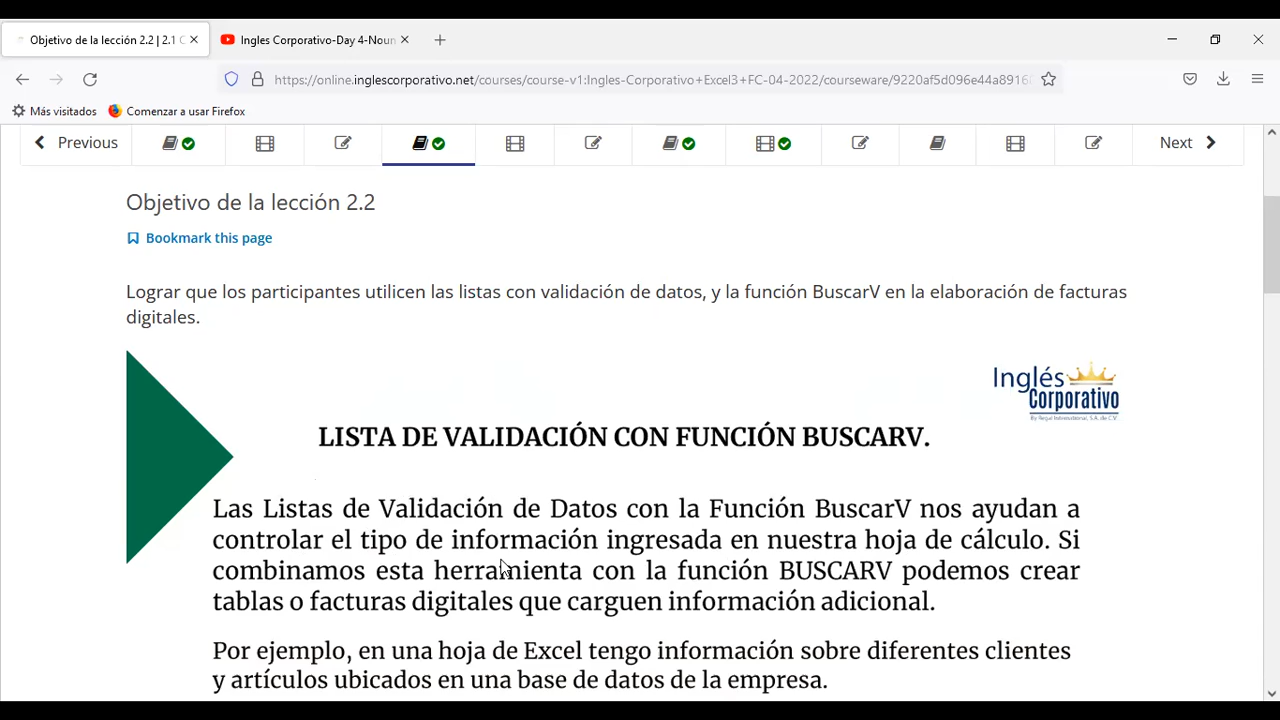 Objetivo de la lección 2.2 | 2.1 C
Ingles Corporativo-Day 4-Noun
https://online.inglescorporativo.net/courses/course-v1:Ingles-Corporativo+Excel3+FC-04-2022/courseware/9220af5d096e44a8916
Más visitados
Comenzar a usar Firefox
Previous
Next
Objetivo de la lección 2.2
Bookmark this page
Lograr que los participantes utilicen las listas con validación de datos, y la función BuscarV en la elaboración de facturas
digitales.
Inglés
Corporativo
By Regal International, S.A. de C.V.
LISTA DE VALIDACIÓN CON FUNCIÓN BUSCARV.
Las Listas de Validación de Datos con la Función BuscarV nos ayudan a
controlar el tipo de información ingresada en nuestra hoja de cálculo. Si
combinamos esta herramienta con la función BUSCARV podemos crear
tablas o facturas digitales que carguen información adicional.
Por ejemplo, en una hoja de Excel tengo información sobre diferentes clientes
y artículos ubicados en una base de datos de la empresa.